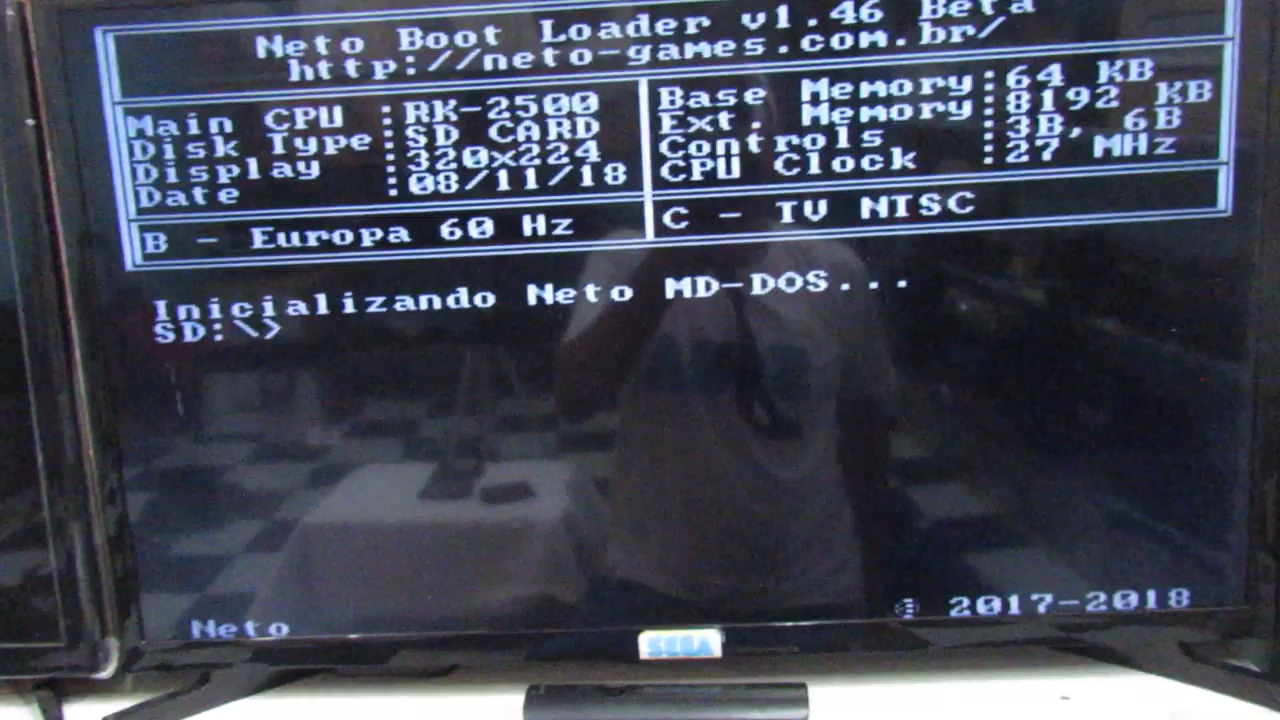 Neto Boot Loader v1.46 Beta
http://neto-games.com.br/
Main CPU :RK-2500
Disk Type:SD CARD
Display :320x224
Date :08/11/18
Base Memory:64 KB
Ext. Memory:8192 KB
Controls :3B, 6B
CPU Clock :27 MHz
B - Europa 60 Hz
C - TV NTSC
Inicializando Neto MD-DOS...
SD:\>
Neto
2017-2018
SEGA